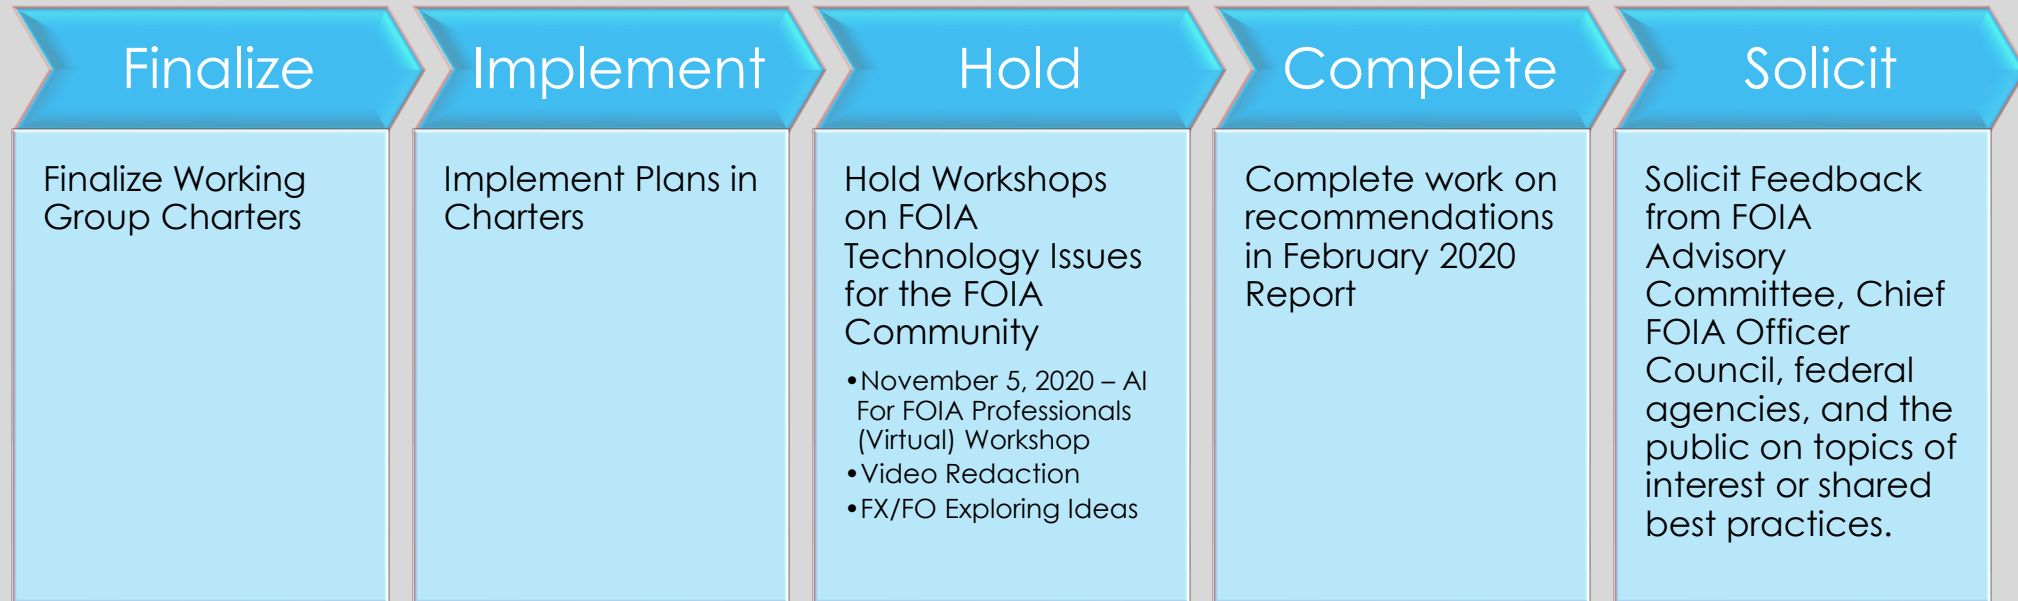 Finalize
Finalize Working
Group Charters
Implement
Implement Plans in
Charters
Hold
Hold Workshops
on FOIA
Technology Issues
for the FOIA
Community
•November 5, 2020 – AI
For FOIA Professionals
(Virtual) Workshop
•Video Redaction
•FX/FO Exploring Ideas
Complete
Complete work on
recommendations
in February 2020
Report
Solicit
Solicit Feedback
from FOIA
Advisory
Committee, Chief
FOIA Officer
Council, federal
agencies, and the
public on topics of
interest or shared
best practices.